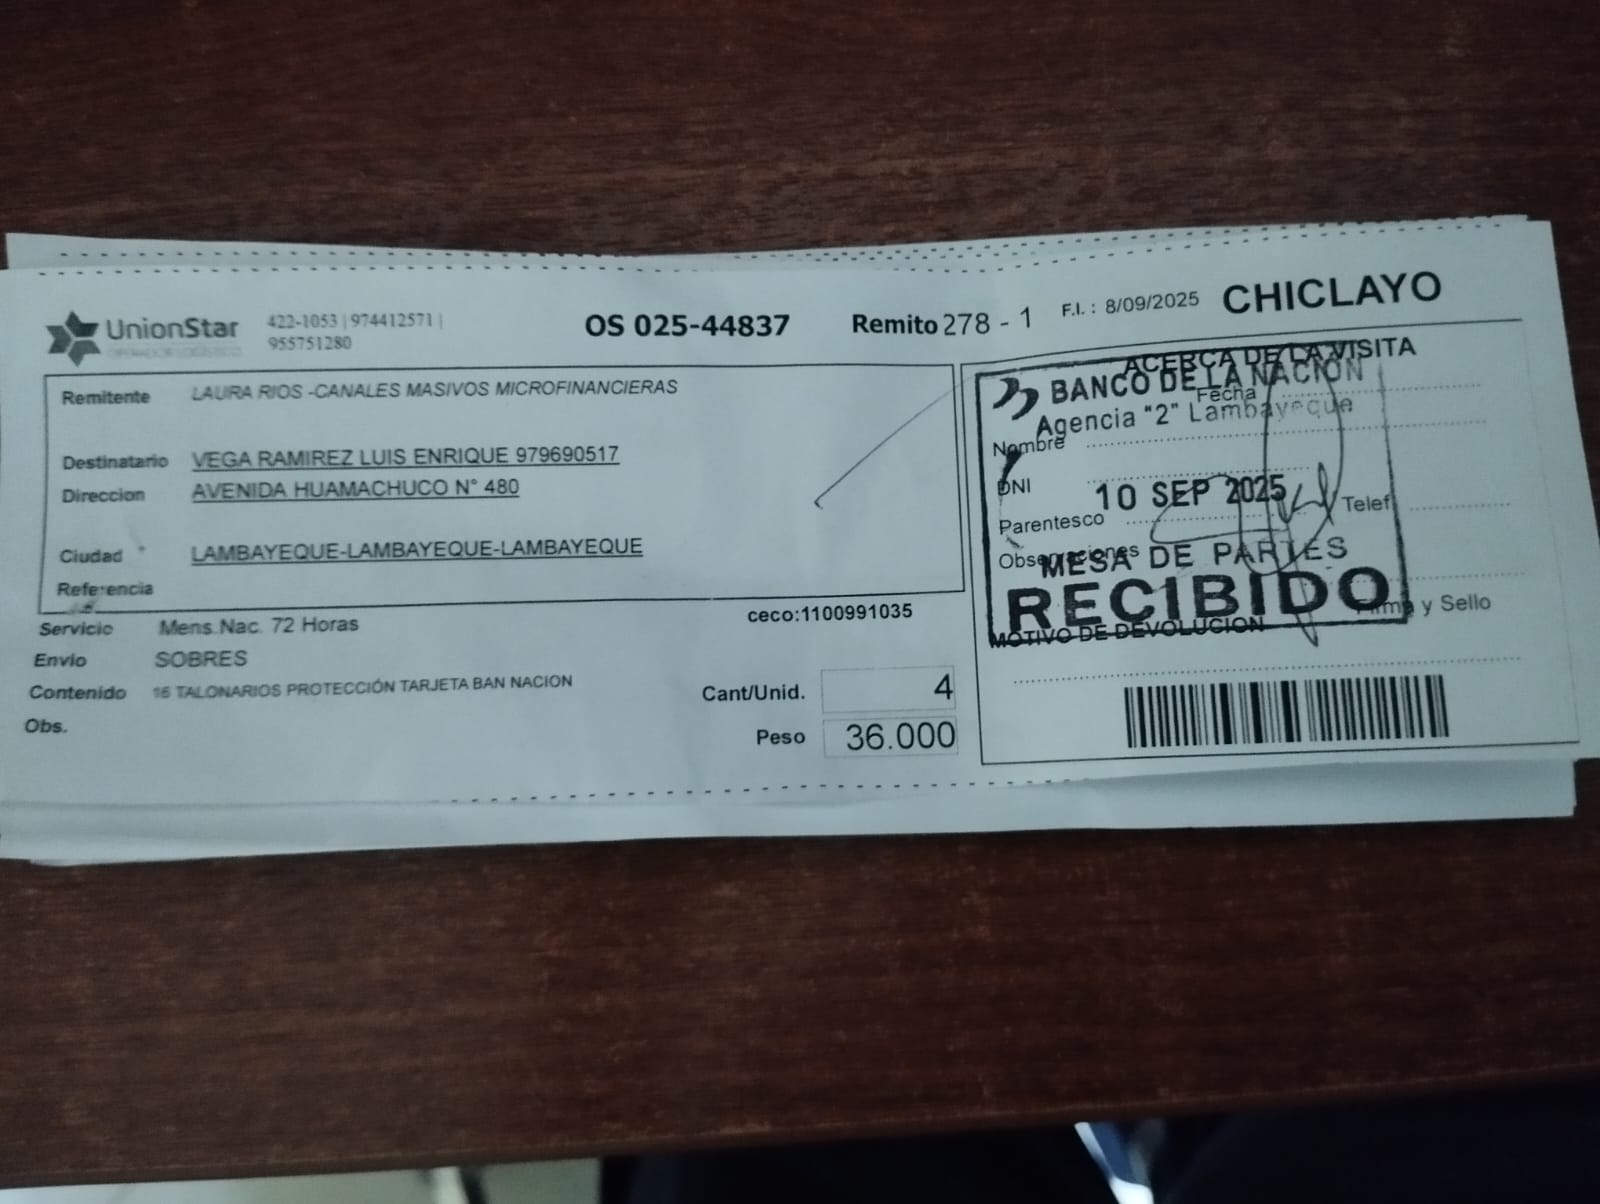 UnionStar
OPERADOR LOGISTICO
422-1053 | 974412571 |
955751280
OS 025-44837
Remito 278 - 1
F.I. : 8/09/2025
CHICLAYO
Remitente LAURA RIOS -CANALES MASIVOS MICROFINANCIERAS
Destinatario VEGA RAMIREZ LUIS ENRIQUE 979690517
Direccion AVENIDA HUAMACHUCO N° 480
Ciudad LAMBAYEQUE-LAMBAYEQUE-LAMBAYEQUE
Referencia
ceco:1100991035
Servicio Mens.Nac. 72 Horas
Envio SOBRES
Contenido 16 TALONARIOS PROTECCIÓN TARJETA BAN NACION
Obs.
Cant/Unid. 4
Peso 36.000
ACERCA DE LA VISITA
BANCO DE LA NACION
Fecha
Agencia "2" Lambayeque
Nombre
DNI
10 SEP 2025
Telef
Parentesco
Observaciones
MESA DE PARTES
RECIBIDO
Firma y Sello
MOTIVO DE DEVOLUCION